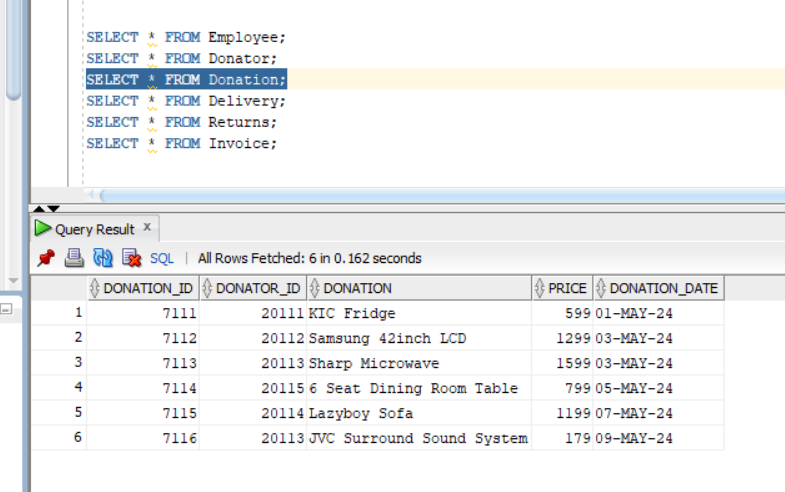 SELECT * FROM Employee;
SELECT * FROM Donator;
SELECT * FROM Donation;
SELECT * FROM Delivery;
SELECT * FROM Returns;
SELECT * FROM Invoice;
Query Result x
SQL | All Rows Fetched: 6 in 0.162 seconds
DONATION_ID DONATOR_ID DONATION PRICE DONATION_DATE
1 7111 20111 KIC Fridge 599 01-MAY-24
2 7112 20112 Samsung 42inch LCD 1299 03-MAY-24
3 7113 20113 Sharp Microwave 1599 03-MAY-24
4 7114 20115 6 Seat Dining Room Table 799 05-MAY-24
5 7115 20114 Lazyboy Sofa 1199 07-MAY-24
6 7116 20113 JVC Surround Sound System 179 09-MAY-24